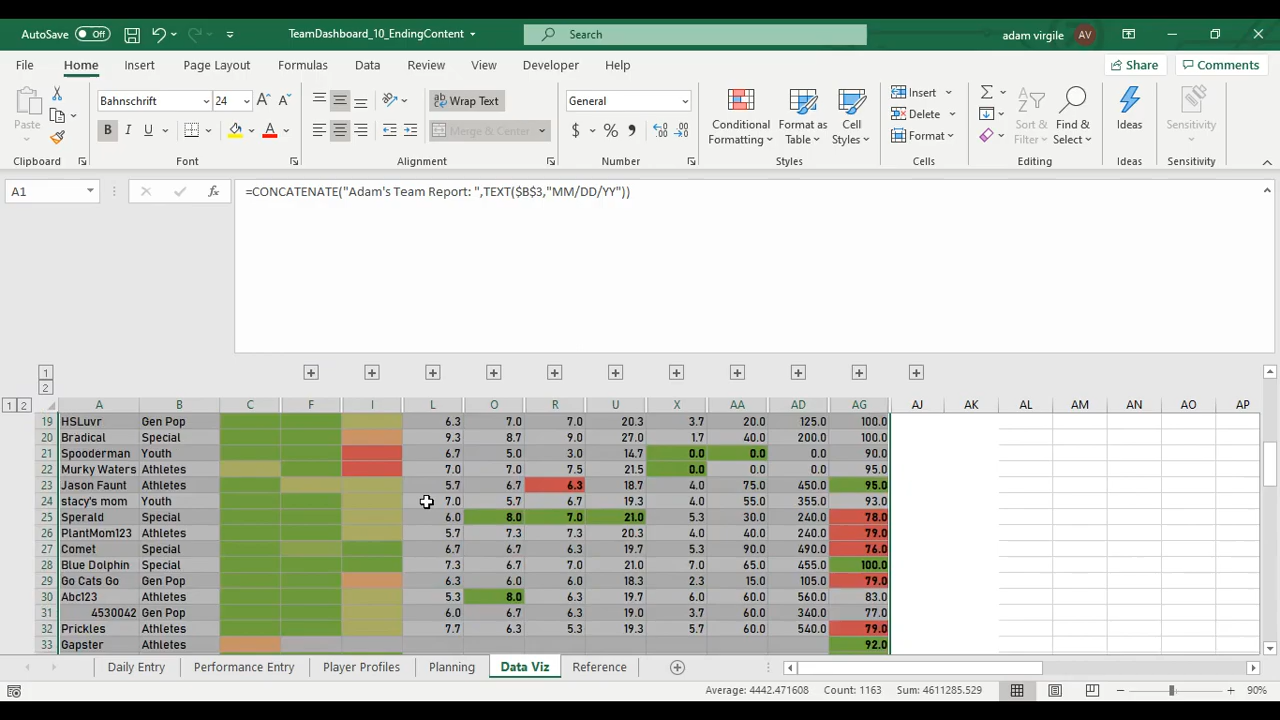 AutoSave Off TeamDashboard_10_EndingContent Search adam virgile AV
File Home Insert Page Layout Formulas Data Review View Developer Help Share Comments
Paste Bahnschrift 24 Wrap Text General Conditional Formatting Format as Table Cell Styles Insert Sort & Filter Find & Select Ideas Sensitivity
B I U Merge & Center $ % Delete
Format
Clipboard Font Alignment Number Styles Cells Editing Ideas Sensitivity
A1 fx =CONCATENATE("Adam's Team Report: ",TEXT($B$3,"MM/DD/YY"))
1
2
1 2 A B C F I L O R U X AA AD AG AJ AK AL AM AN AO AP
19 HSLuvr Gen Pop 6.3 7.0 7.0 20.3 3.7 20.0 125.0 100.0
20 Bradical Special 9.3 8.7 9.0 27.0 1.7 40.0 200.0 100.0
21 Spooderman Youth 6.7 5.0 3.0 14.7 0.0 0.0 0.0 90.0
22 Murky Waters Athletes 7.0 7.0 7.5 21.5 0.0 0.0 0.0 95.0
23 Jason Faunt Athletes 5.7 6.7 6.3 18.7 4.0 75.0 450.0 95.0
24 stacy's mom Youth 7.0 5.7 6.7 19.3 4.0 55.0 355.0 93.0
25 Sperald Special 6.0 8.0 7.0 21.0 5.3 30.0 240.0 78.0
26 PlantMom123 Athletes 5.7 7.3 7.3 20.3 4.0 40.0 240.0 79.0
27 Comet Special 6.7 6.7 6.3 19.7 5.3 90.0 490.0 76.0
28 Blue Dolphin Special 7.3 6.7 7.0 21.0 7.0 65.0 455.0 100.0
29 Go Cats Go Gen Pop 6.3 6.0 6.0 18.3 2.3 15.0 105.0 79.0
30 Abc123 Athletes 5.3 8.0 6.3 19.7 6.0 60.0 560.0 83.0
31 4530042 Gen Pop 6.0 6.7 6.3 19.0 3.7 60.0 340.0 77.0
32 Prickles Athletes 7.7 6.3 5.3 19.3 5.7 60.0 540.0 79.0
33 Gapster Athletes 92.0
Daily Entry Performance Entry Player Profiles Planning Data Viz Reference
Average: 4442.471608 Count: 1163 Sum: 4611285.529 90%